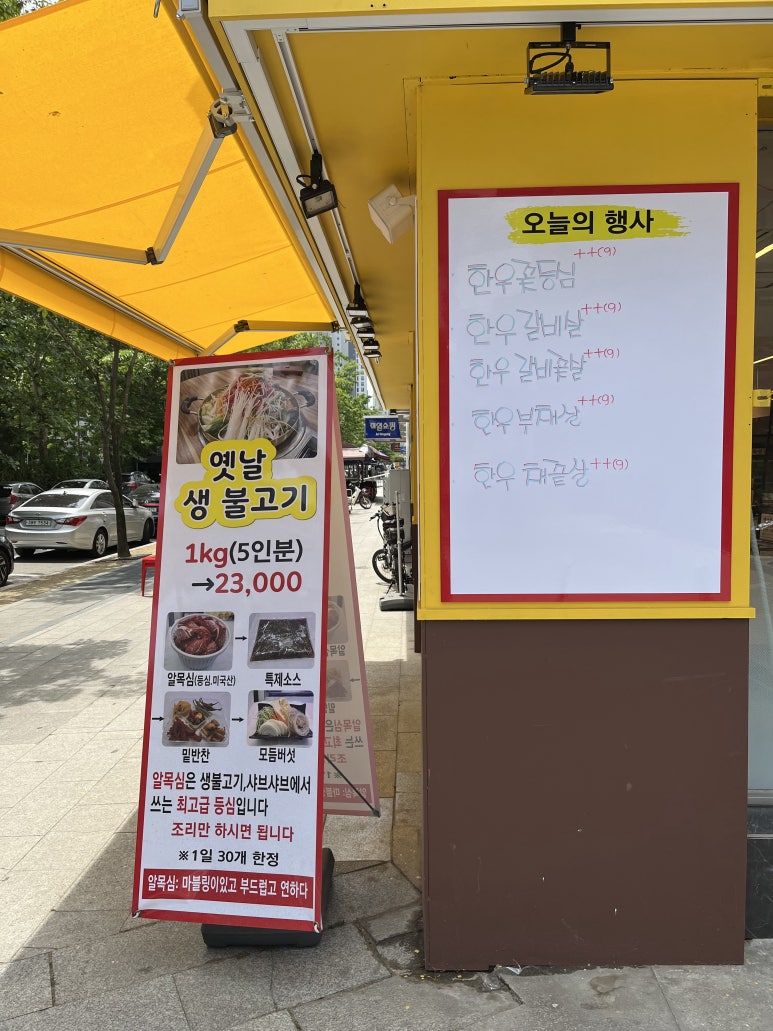 옛날
생 불고기
1kg(5인분)
→23,000
알목심(등심.미국산)
특제소스
밑반찬
모듬버섯
알목심은 생불고기,샤브샤브에서
쓰는 최고급 등심입니다
조리만 하시면 됩니다
※1일 30개 한정
알목심: 마블링이있고 부드럽고 연하다
오늘의 행사
한우꽃등심 ++(9)
한우 갈비살 ++(9)
한우 갈비꽃살 ++(9)
한우부채살 ++(9)
한우 채끝살 ++(9)